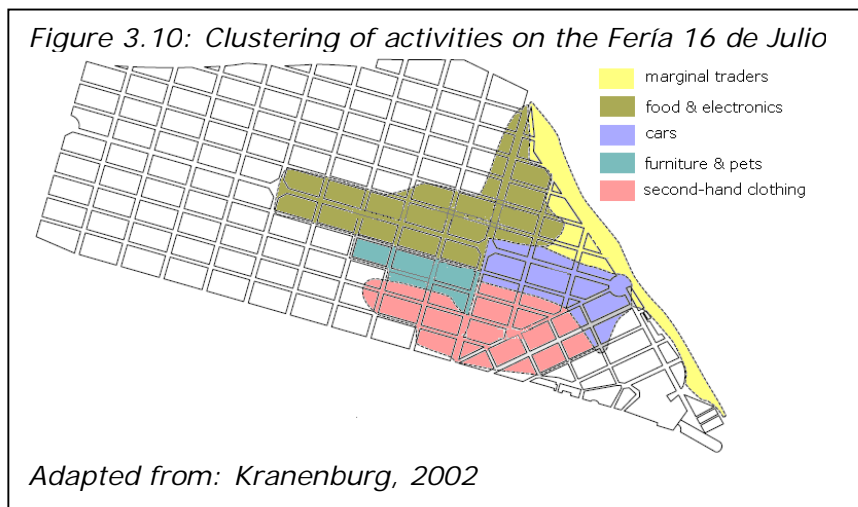 Figure 3.10: Clustering of activities on the Fería 16 de Julio
marginal traders
food & electronics
cars
furniture & pets
second-hand clothing
Adapted from: Kranenburg, 2002